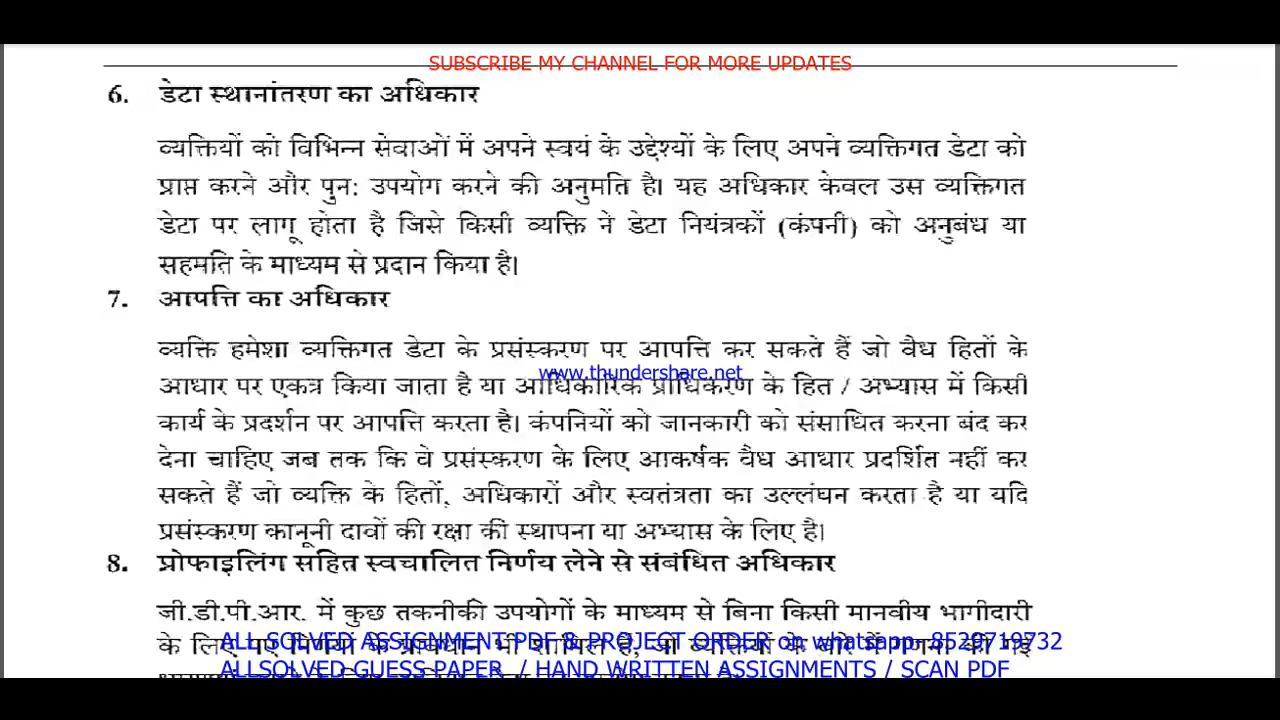 SUBSCRIBE MY CHANNEL FOR MORE UPDATES
6. डेटा स्थानांतरण का अधिकार
व्यक्तियों को विभिन्न सेवाओं में अपने स्वयं के उद्देश्यों के लिए अपने व्यक्तिगत डेटा को
प्राप्त करने और पुन: उपयोग करने की अनुमति है। यह अधिकार केवल उस व्यक्तिगत
डेटा पर लागू होता है जिसे किसी व्यक्ति ने डेटा नियंत्रकों (कंपनी) को अनुबंध या
सहमति के माध्यम से प्रदान किया है।
7. आपत्ति का अधिकार
व्यक्ति हमेशा व्यक्तिगत डेटा के प्रसंस्करण पर आपत्ति कर सकते हैं जो वैध हितों के
www.thundershare.net
आधार पर एकत्र किया जाता है या आधिकारिक प्राधिकरण के हित / अभ्यास में किसी
कार्य के प्रदर्शन पर आपत्ति करता है। कंपनियों को जानकारी को संसाधित करना बंद कर
देना चाहिए जब तक कि वे प्रसंस्करण के लिए आकर्षक वैध आधार प्रदर्शित नहीं कर
सकते हैं जो व्यक्ति के हितों, अधिकारों और स्वतंत्रता का उल्लंघन करता है या यदि
प्रसंस्करण कानूनी दावों की रक्षा की स्थापना या अभ्यास के लिए है।
8. प्रोफाइलिंग सहित स्वचालित निर्णय लेने से संबंधित अधिकार
जी.डी.पी.आर. में कुछ तकनीकी उपयोगों के माध्यम से बिना किसी मानवीय भागीदारी
के लिए गए निर्णयों के प्रावधान भी शामिल हैं, जो व्यक्तियों के बारे में गणना की गई
ALL SOLVED ASSIGNMENT PDF & PROJECT ORDER on whatsapp- 8529719732
ALLSOLVED GUESS PAPER / HAND WRITTEN ASSIGNMENTS / SCAN PDF